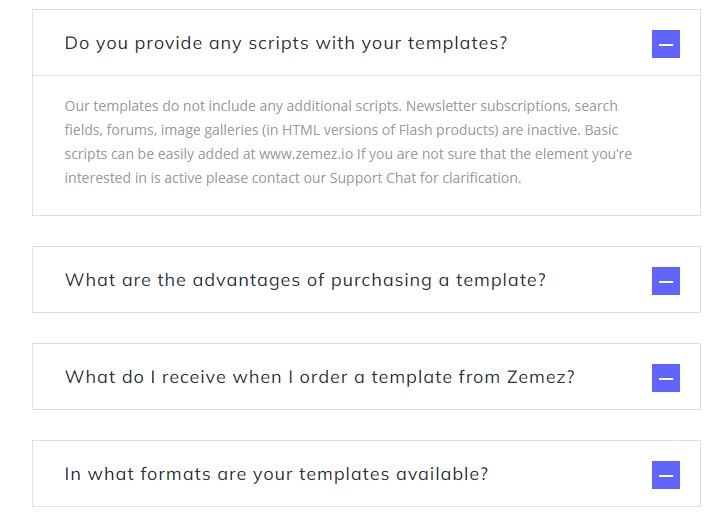 Do you provide any scripts with your templates?
Our templates do not include any additional scripts. Newsletter subscriptions, search
fields, forums, image galleries (in HTML versions of Flash products) are inactive. Basic
scripts can be easily added at www.zemez.io If you are not sure that the element you're
interested in is active please contact our Support Chat for clarification.
What are the advantages of purchasing a template?
What do I receive when I order a template from Zemez?
In what formats are your templates available?